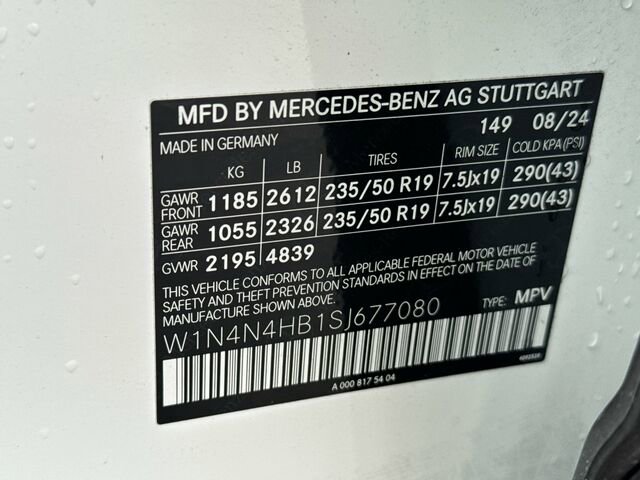 MFD BY MERCEDES-BENZ AG STUTTGART
MADE IN GERMANY 149 08/24
KG LB TIRES RIM SIZE COLD KPA(PSI)
GAWR FRONT 1185 2612 235/50 R19 7.5Jx19 290(43)
GAWR REAR 1055 2326 235/50 R19 7.5Jx19 290(43)
GVWR 2195 4839
THIS VEHICLE CONFORMS TO ALL APPLICABLE FEDERAL MOTOR VEHICLE
SAFETY AND THEFT PREVENTION STANDARDS IN EFFECT ON THE DATE
OF MANUFACTURE SHOWN ABOVE.
W1N4N4HB1SJ677080 TYPE: MPV
A 000 817 54 04